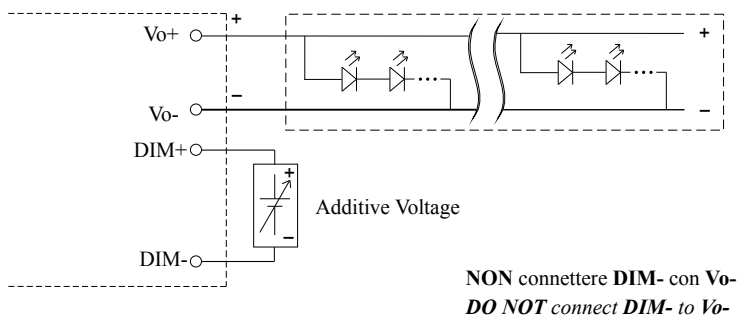 Vo+
+
+
Vo-
−
−
DIM+
+
Additive Voltage
−
DIM-
NON connettere DIM- con Vo-
DO NOT connect DIM- to Vo-